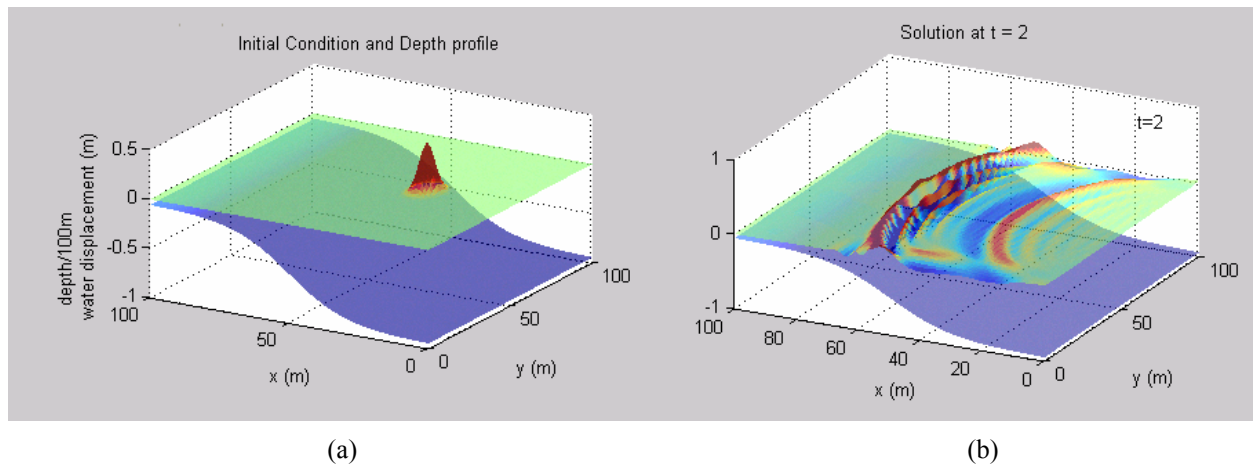 Initial Condition and Depth profile
depth/100m
water displacement (m)
0.5
0
-0.5
-1
100
50
0
x (m)
0
50
100
y (m)
(a)
Solution at t = 2
t=2
1
0
-1
100
80
60
40
20
0
x (m)
0
50
100
y (m)
(b)